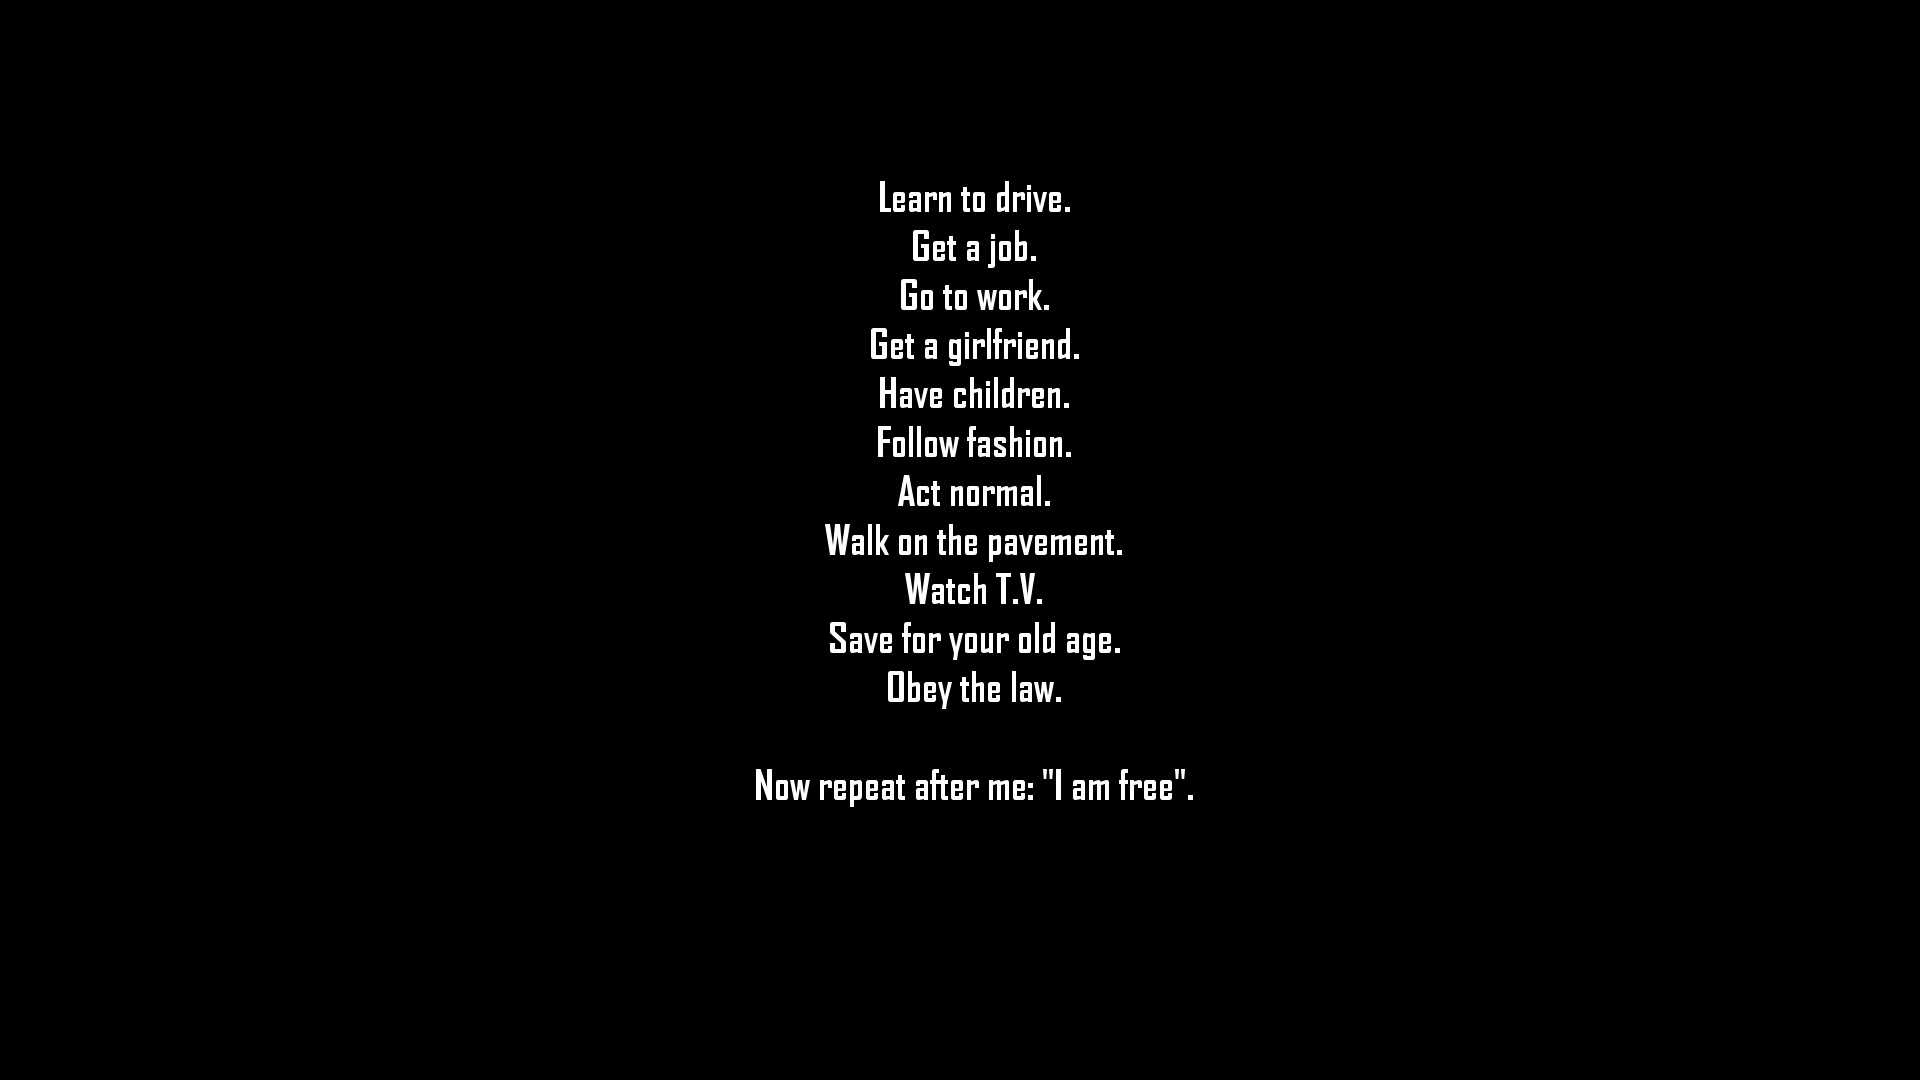 Learn to drive.
Get a job.
Go to work.
Get a girlfriend.
Have children.
Follow fashion.
Act normal.
Walk on the pavement.
Watch T.V.
Save for your old age.
Obey the law.
Now repeat after me: "I am free".